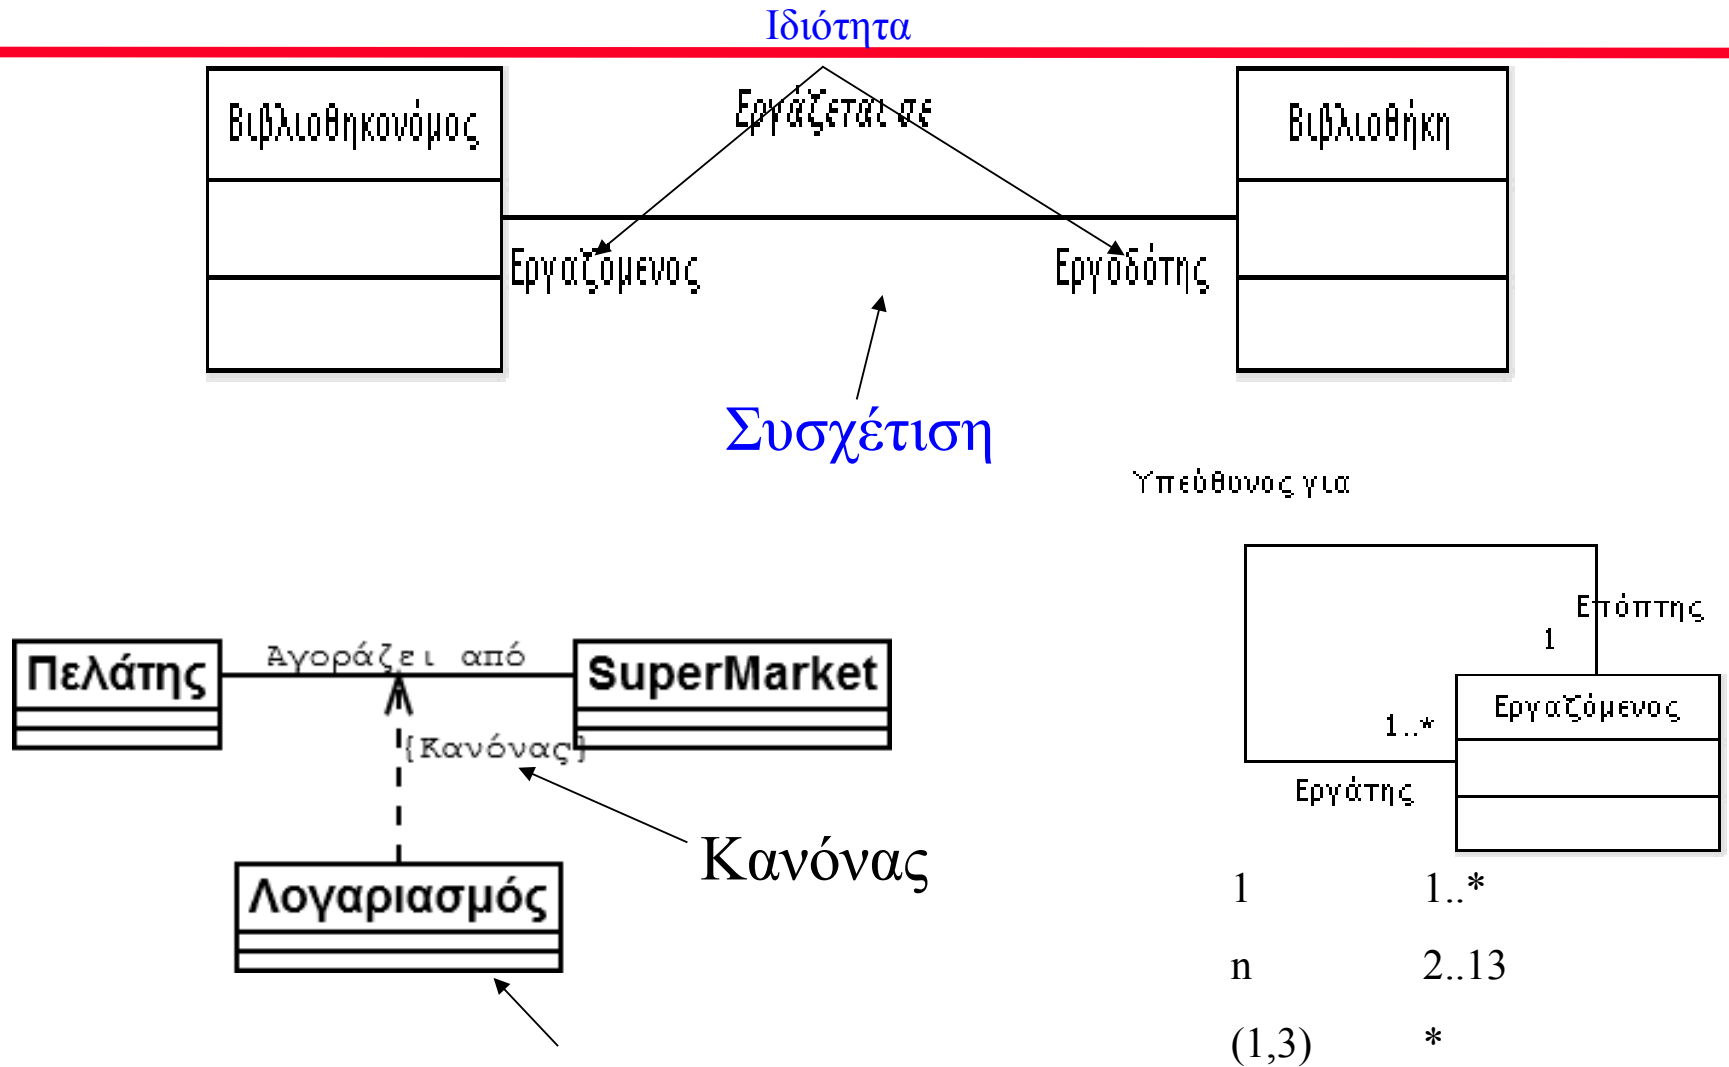 Ιδιότητα
Βιβλιοθηκονόμος
Εργάζεται σε
Βιβλιοθήκη
Εργαζόμενος
Εργοδότης
Συσχέτιση
Υπεύθυνος για
Επόπτης
1
Εργαζόμενος
1..*
Εργάτης
Πελάτης
Αγοράζει από
SuperMarket
{Κανόνας}
Κανόνας
Λογαριασμός
1 1..*
n 2..13
(1,3) *